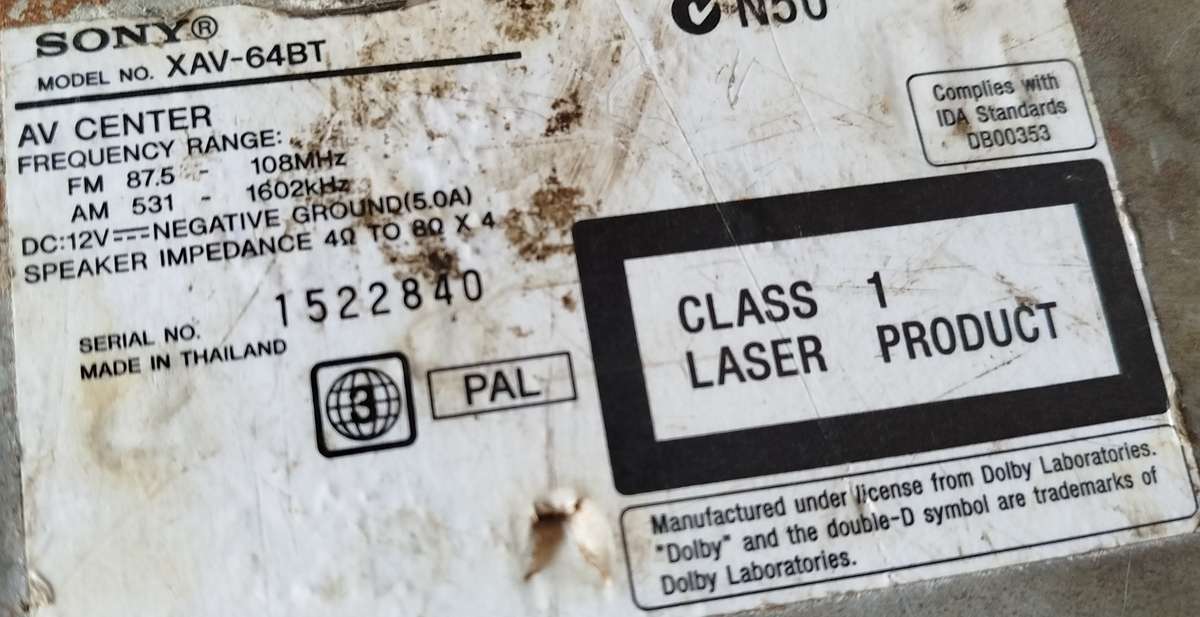 SONY®
MODEL NO. XAV-64BT
N50
AV CENTER
FREQUENCY RANGE:
FM 87.5 - 108MHz
AM 531 - 1602kHz
DC:12V⎓NEGATIVE GROUND(5.0A)
SPEAKER IMPEDANCE 4Ω TO 8Ω X 4
SERIAL NO. 1522840
MADE IN THAILAND
3
PAL
Complies with
IDA Standards
DB00353
CLASS 1
LASER PRODUCT
Manufactured under license from Dolby Laboratories.
"Dolby" and the double-D symbol are trademarks of
Dolby Laboratories.